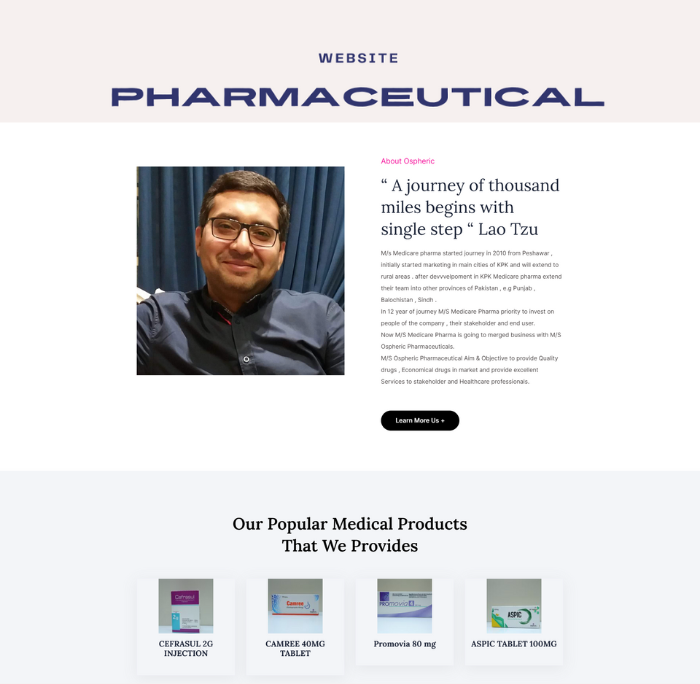 WEBSITE
PHARMACEUTICAL
About Ospheric
“ A journey of thousand
miles begins with
single step “ Lao Tzu
M/s Medicare pharma started journey in 2010 from Peshawar ,
initially started marketing in main cities of KPK and will extend to
rural areas . after devvveipoment in KPK Medicare pharma extend
their team into other provinces of Pakistan , e.g Punjab ,
Balochistan , Sindh .
In 12 year of journey M/S Medicare Pharma priority to invest on
people of the company , their stakeholder and end user.
Now M/S Medicare Pharma is going to merged business with M/S
Ospheric Pharmaceuticals.
M/S Ospheric Pharmaceutical Aim & Objective to provide Quality
drugs , Economical drugs in market and provide excellent
Services to stakeholder and Healthcare professionals.
Learn More Us +
Our Popular Medical Products
That We Provides
Cefrasul
Camree
PROMOVIA
ASPIC
CEFRASUL 2G
INJECTION
CAMREE 40MG
TABLET
Promovia 80 mg
ASPIC TABLET 100MG